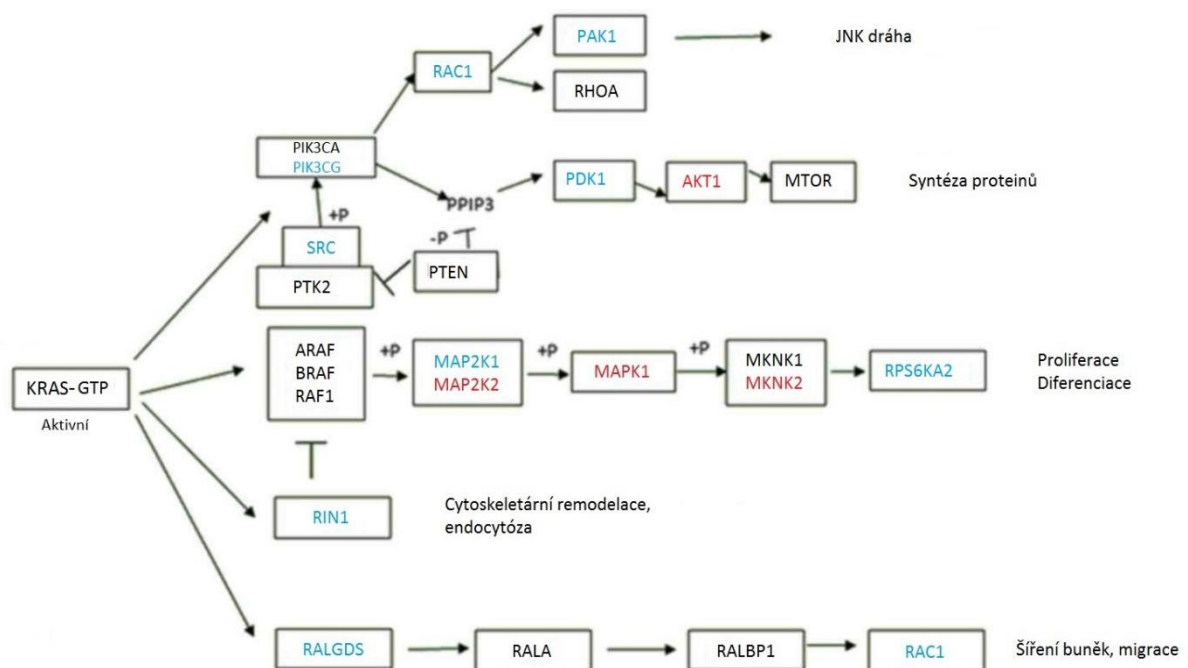 PAK1
JNK dráha
RAC1
RHOA
PIK3CA
PIK3CG
PPIP3
PDK1
AKT1
MTOR
Syntéza proteinů
+P
-P
SRC
PTK2
PTEN
KRAS-GTP
Aktivní
ARAF
BRAF
RAF1
+P
MAP2K1
MAP2K2
+P
MAPK1
+P
MKNK1
MKNK2
RPS6KA2
Proliferace
Diferenciace
RIN1
Cytoskeletární remodelace,
endocytóza
RALGDS
RALA
RALBP1
RAC1
Šíření buněk, migrace